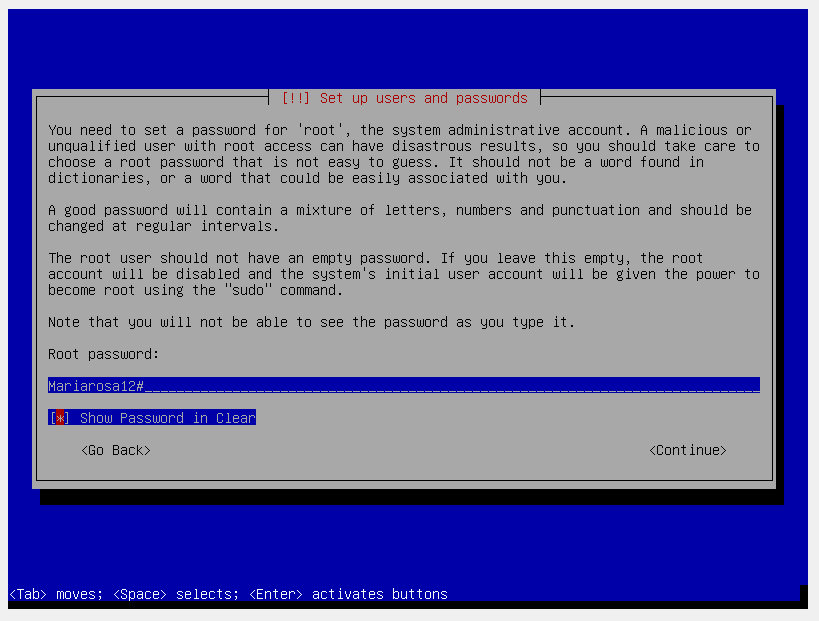 [!!] Set up users and passwords
You need to set a password for 'root', the system administrative account. A malicious or
unqualified user with root access can have disastrous results, so you should take care to
choose a root password that is not easy to guess. It should not be a word found in
dictionaries, or a word that could be easily associated with you.
A good password will contain a mixture of letters, numbers and punctuation and should be
changed at regular intervals.
The root user should not have an empty password. If you leave this empty, the root
account will be disabled and the system's initial user account will be given the power to
become root using the "sudo" command.
Note that you will not be able to see the password as you type it.
Root password:
Mariarosa12#
[*] Show Password in Clear
<Go Back> <Continue>
<Tab> moves; <Space> selects; <Enter> activates buttons